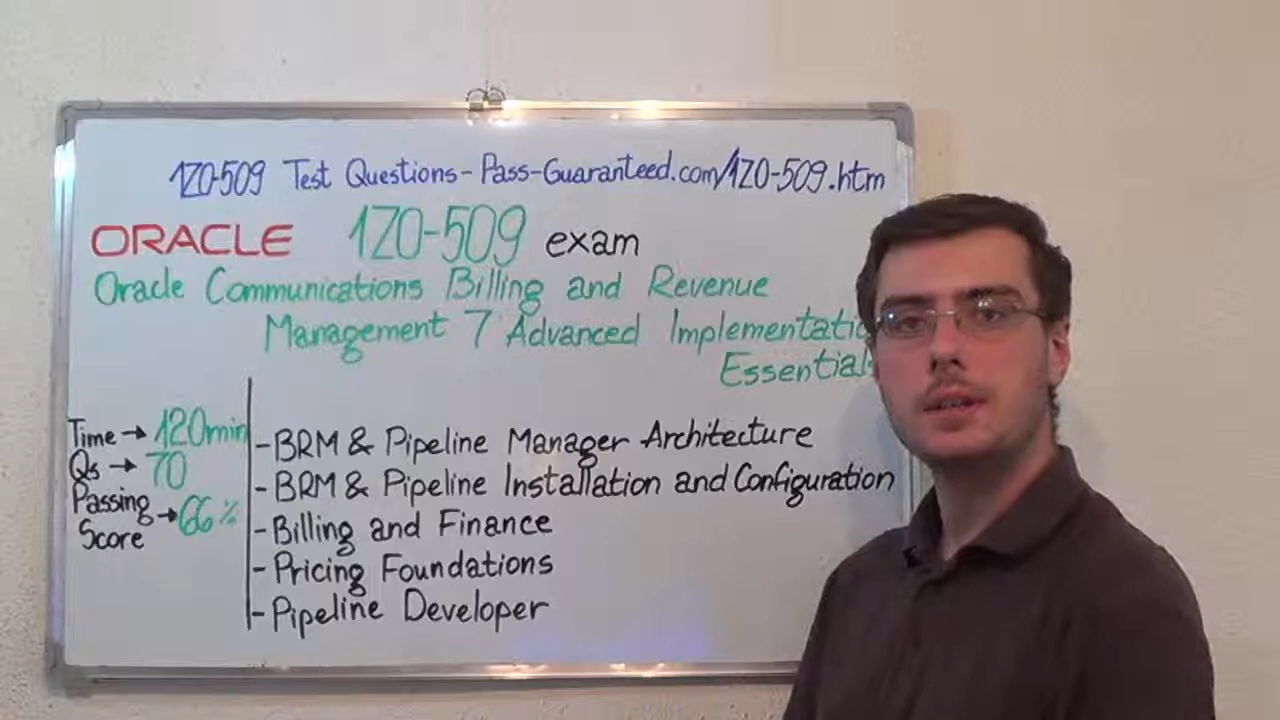 1Z0-509 Test Questions - Pass-Guaranteed.com/1Z0-509.htm
ORACLE 1Z0-509 exam
Oracle Communications Billing and Revenue
Management 7 Advanced Implementatio
Essentials
Time → 120min
Qs → 70
Passing
Score → 66%
- BRM & Pipeline Manager Architecture
- BRM & Pipeline Installation and Configuration
- Billing and Finance
- Pricing Foundations
- Pipeline Developer